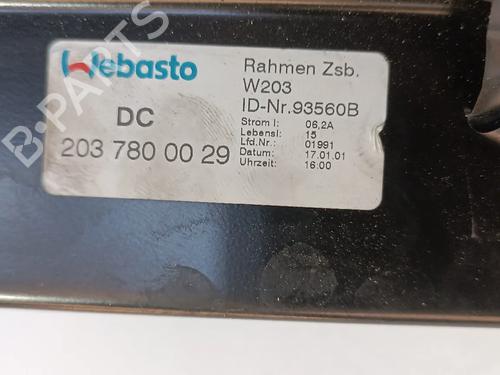 Webasto
DC
203 780 00 29
Rahmen Zsb.
W203
ID-Nr.93560B
Strom I: 06,2A
Lebensl: 15
Lfd.Nr.: 01991
Datum: 17.01.01
Uhrzeit: 16:00
B-PARTS